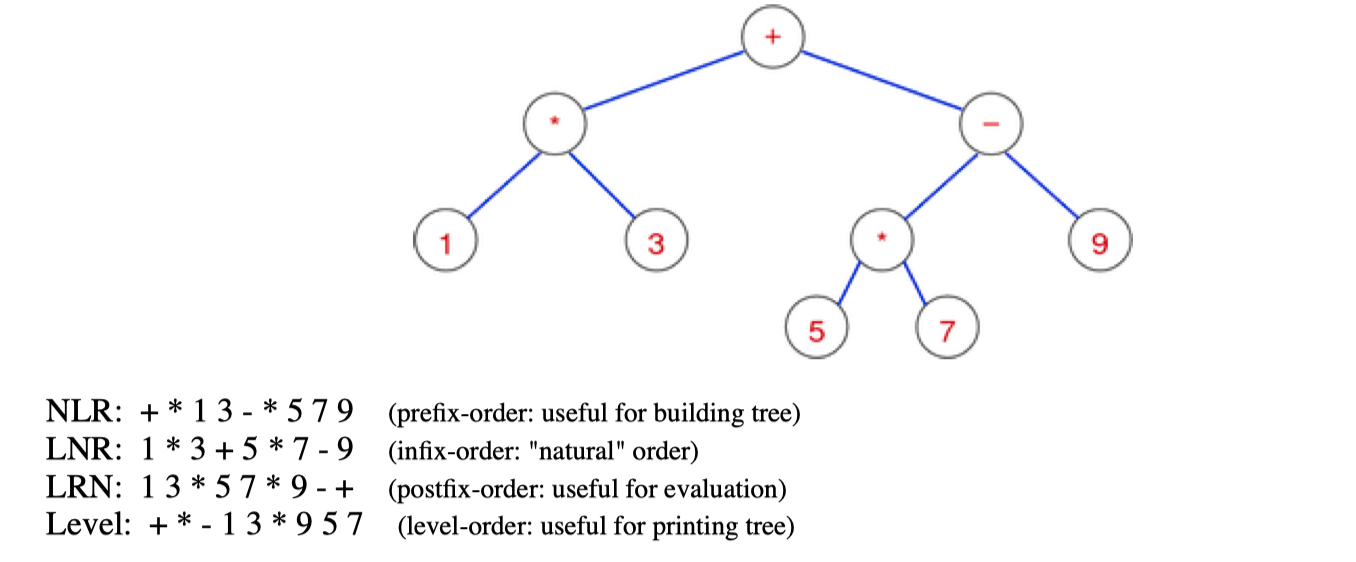 +
* −
1 3 * 9
5 7
NLR: + * 1 3 - * 5 7 9 (prefix-order: useful for building tree)
LNR: 1 * 3 + 5 * 7 - 9 (infix-order: "natural" order)
LRN: 1 3 * 5 7 * 9 - + (postfix-order: useful for evaluation)
Level: + * - 1 3 * 9 5 7 (level-order: useful for printing tree)